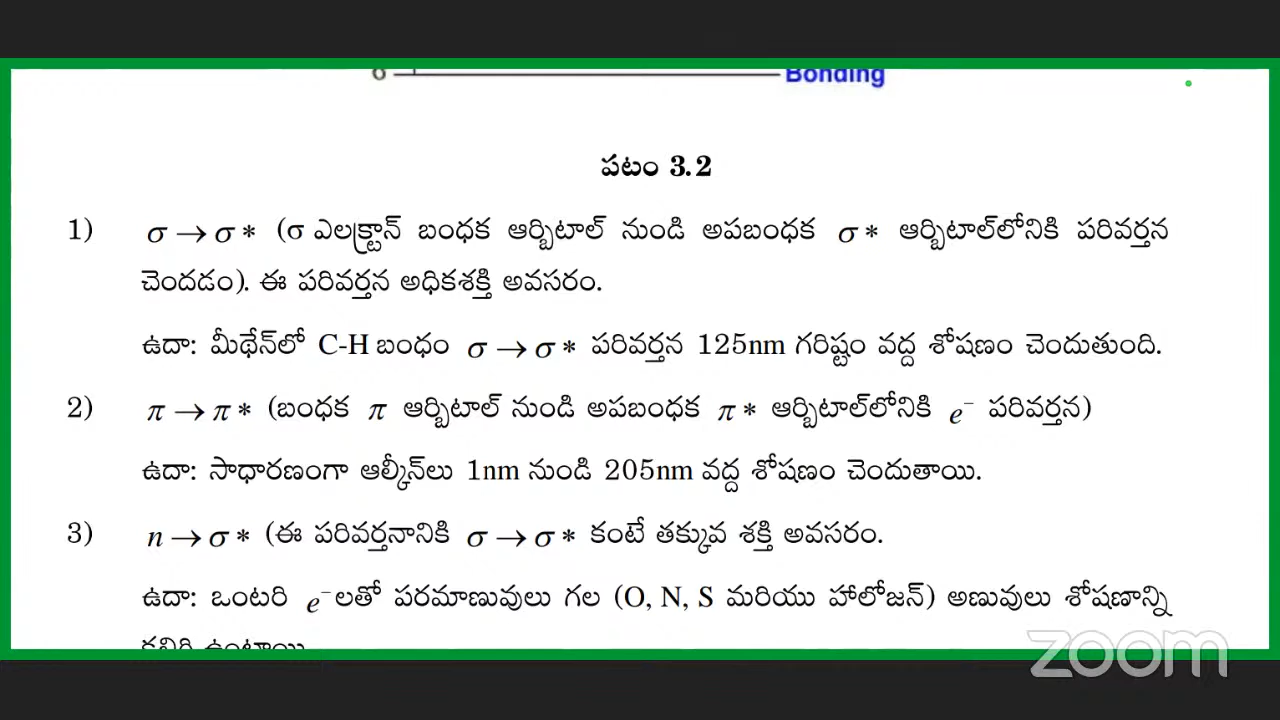 σ Bonding
పటం 3.2
1) σ → σ * (σ ఎలక్ట్రాన్ బంధక ఆర్బిటాల్ నుండి అపబంధక σ * ఆర్బిటాల్‌లోనికి పరివర్తన
చెందడం). ఈ పరివర్తన అధికశక్తి అవసరం.
ఉదా: మీథేన్‌లో C-H బంధం σ → σ * పరివర్తన 125nm గరిష్టం వద్ద శోషణం చెందుతుంది.
2) π → π * (బంధక π ఆర్బిటాల్ నుండి అపబంధక π * ఆర్బిటాల్‌లోనికి e⁻ పరివర్తన)
ఉదా: సాధారణంగా ఆల్కీన్‌లు 1nm నుండి 205nm వద్ద శోషణం చెందుతాయి.
3) n → σ * (ఈ పరివర్తనానికి σ → σ * కంటే తక్కువ శక్తి అవసరం.
ఉదా: ఒంటరి e⁻లతో పరమాణువులు గల (O, N, S మరియు హాలోజన్) అణువులు శోషణాన్ని
కలిగి ఉంటాయి.
zoom